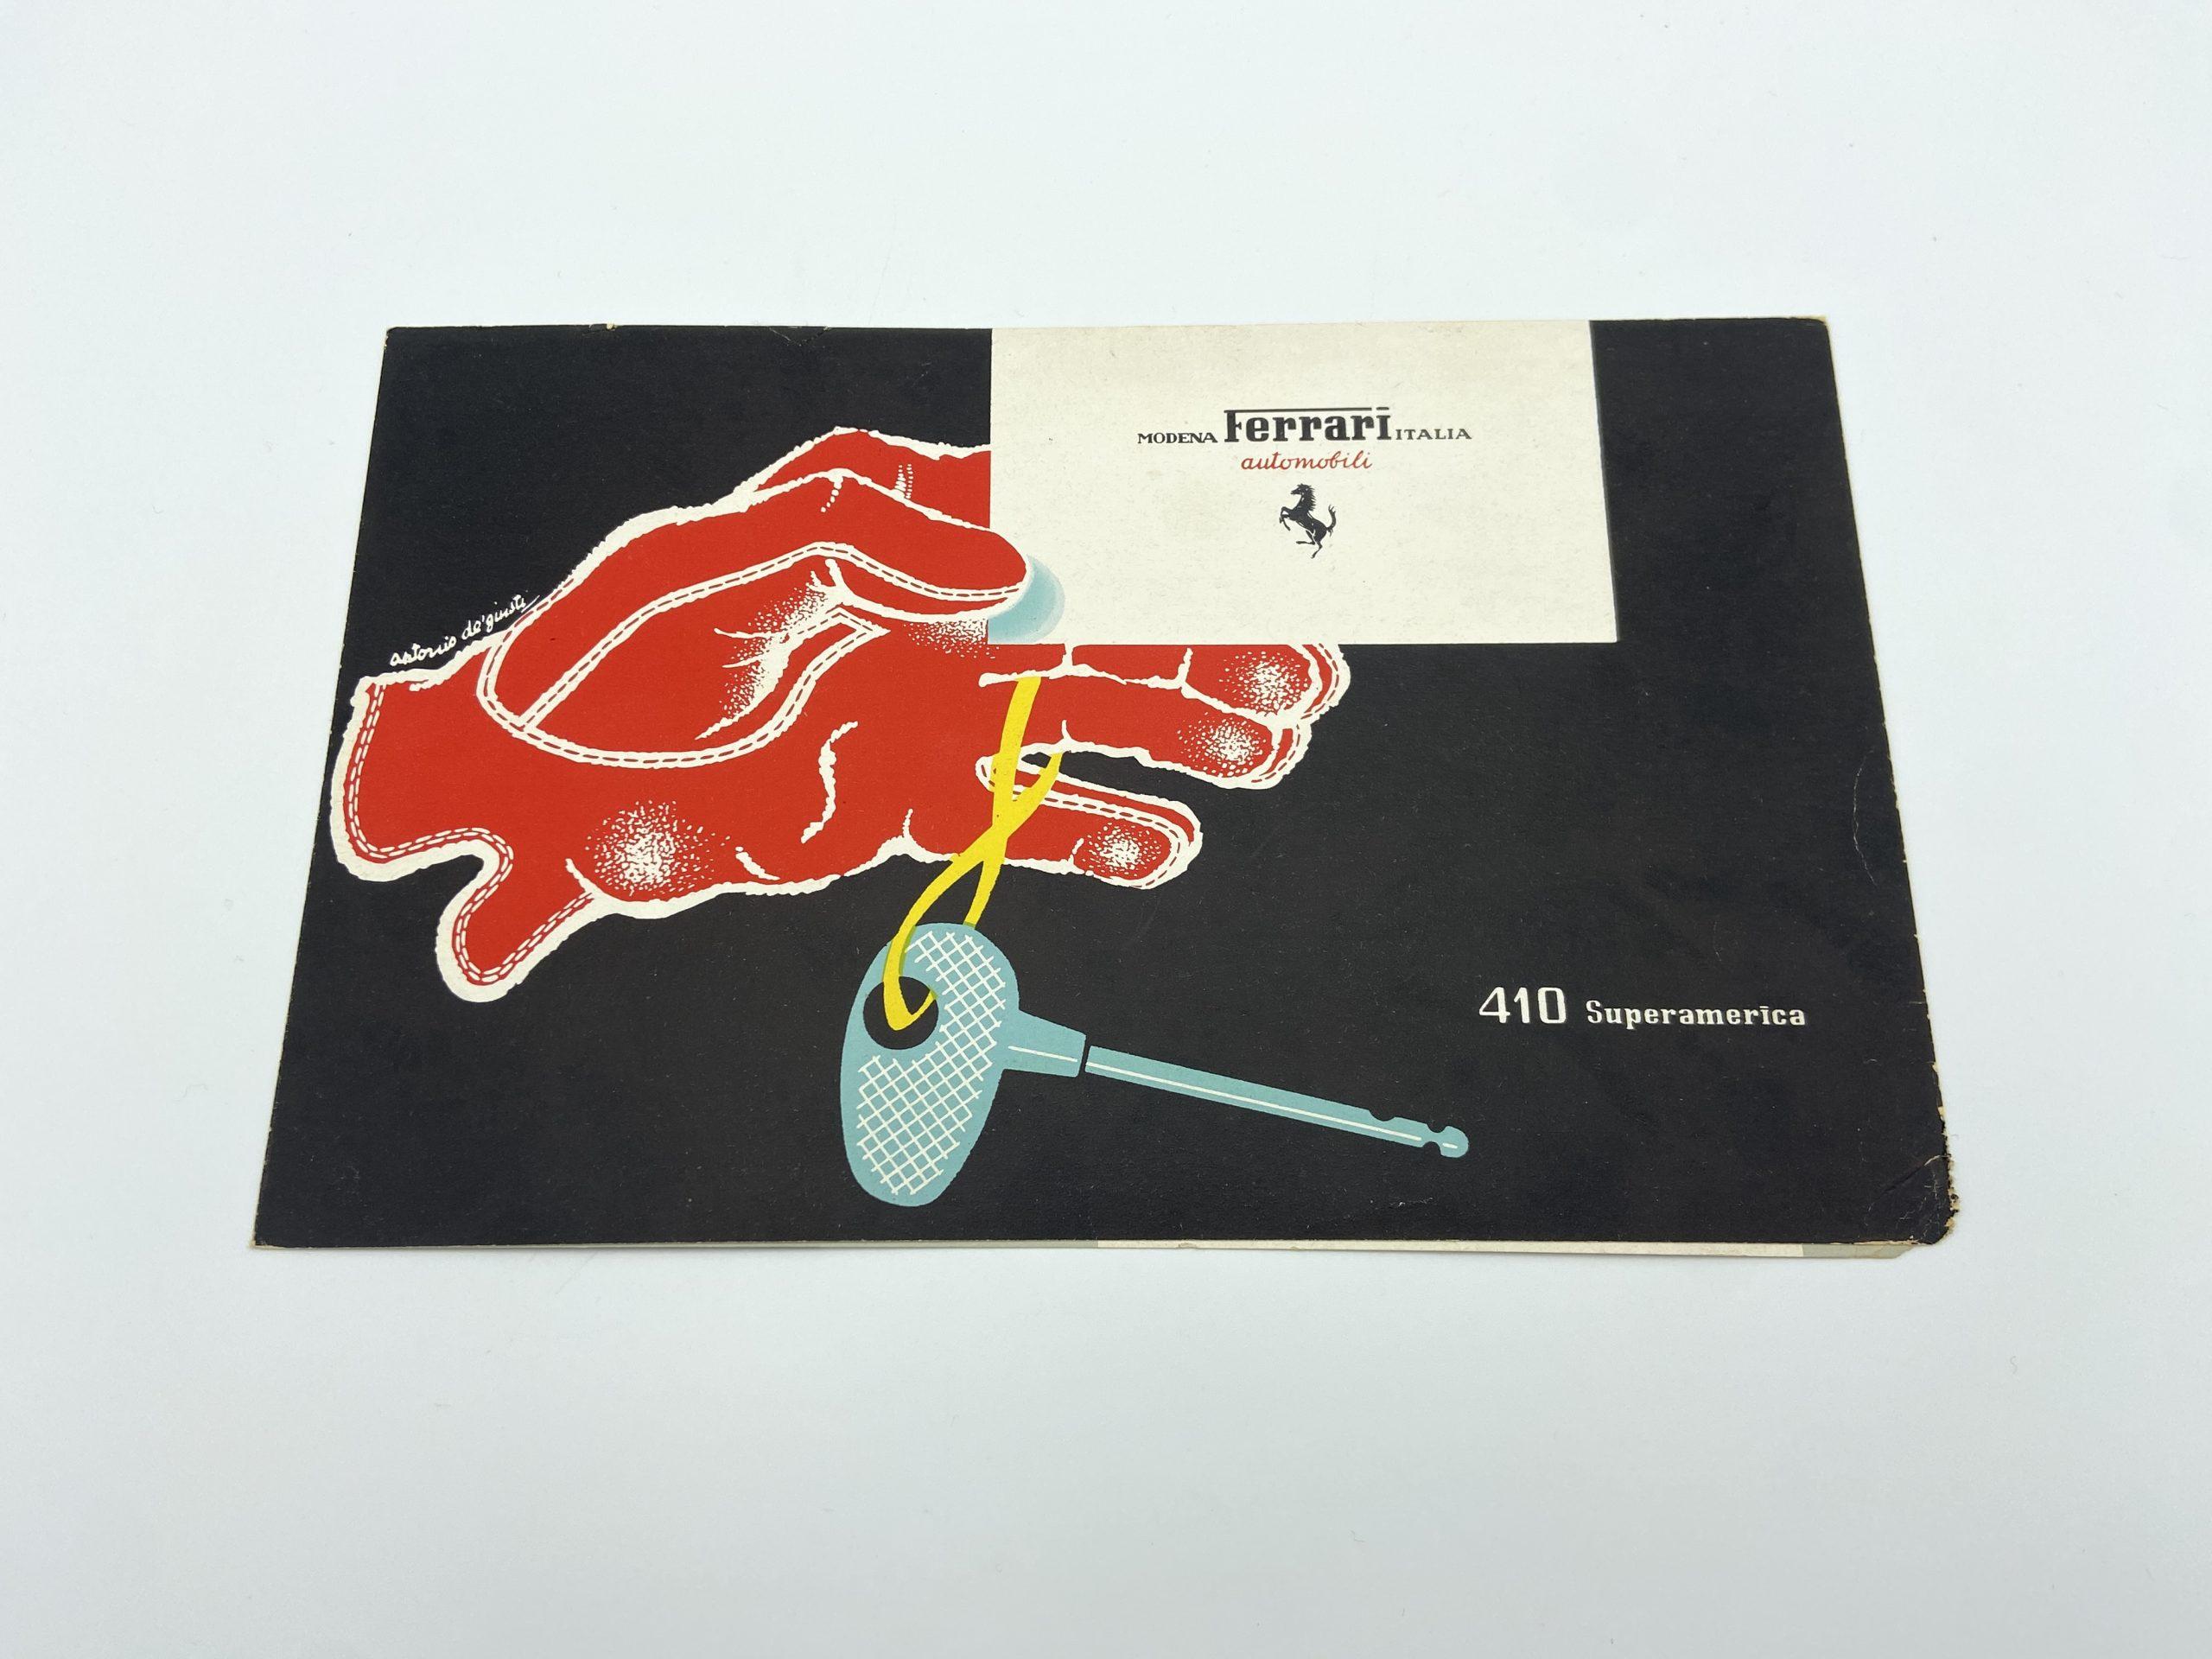 MODENA Ferrari ITALIA
automobili
antonio de'giusti
410 Superamerica